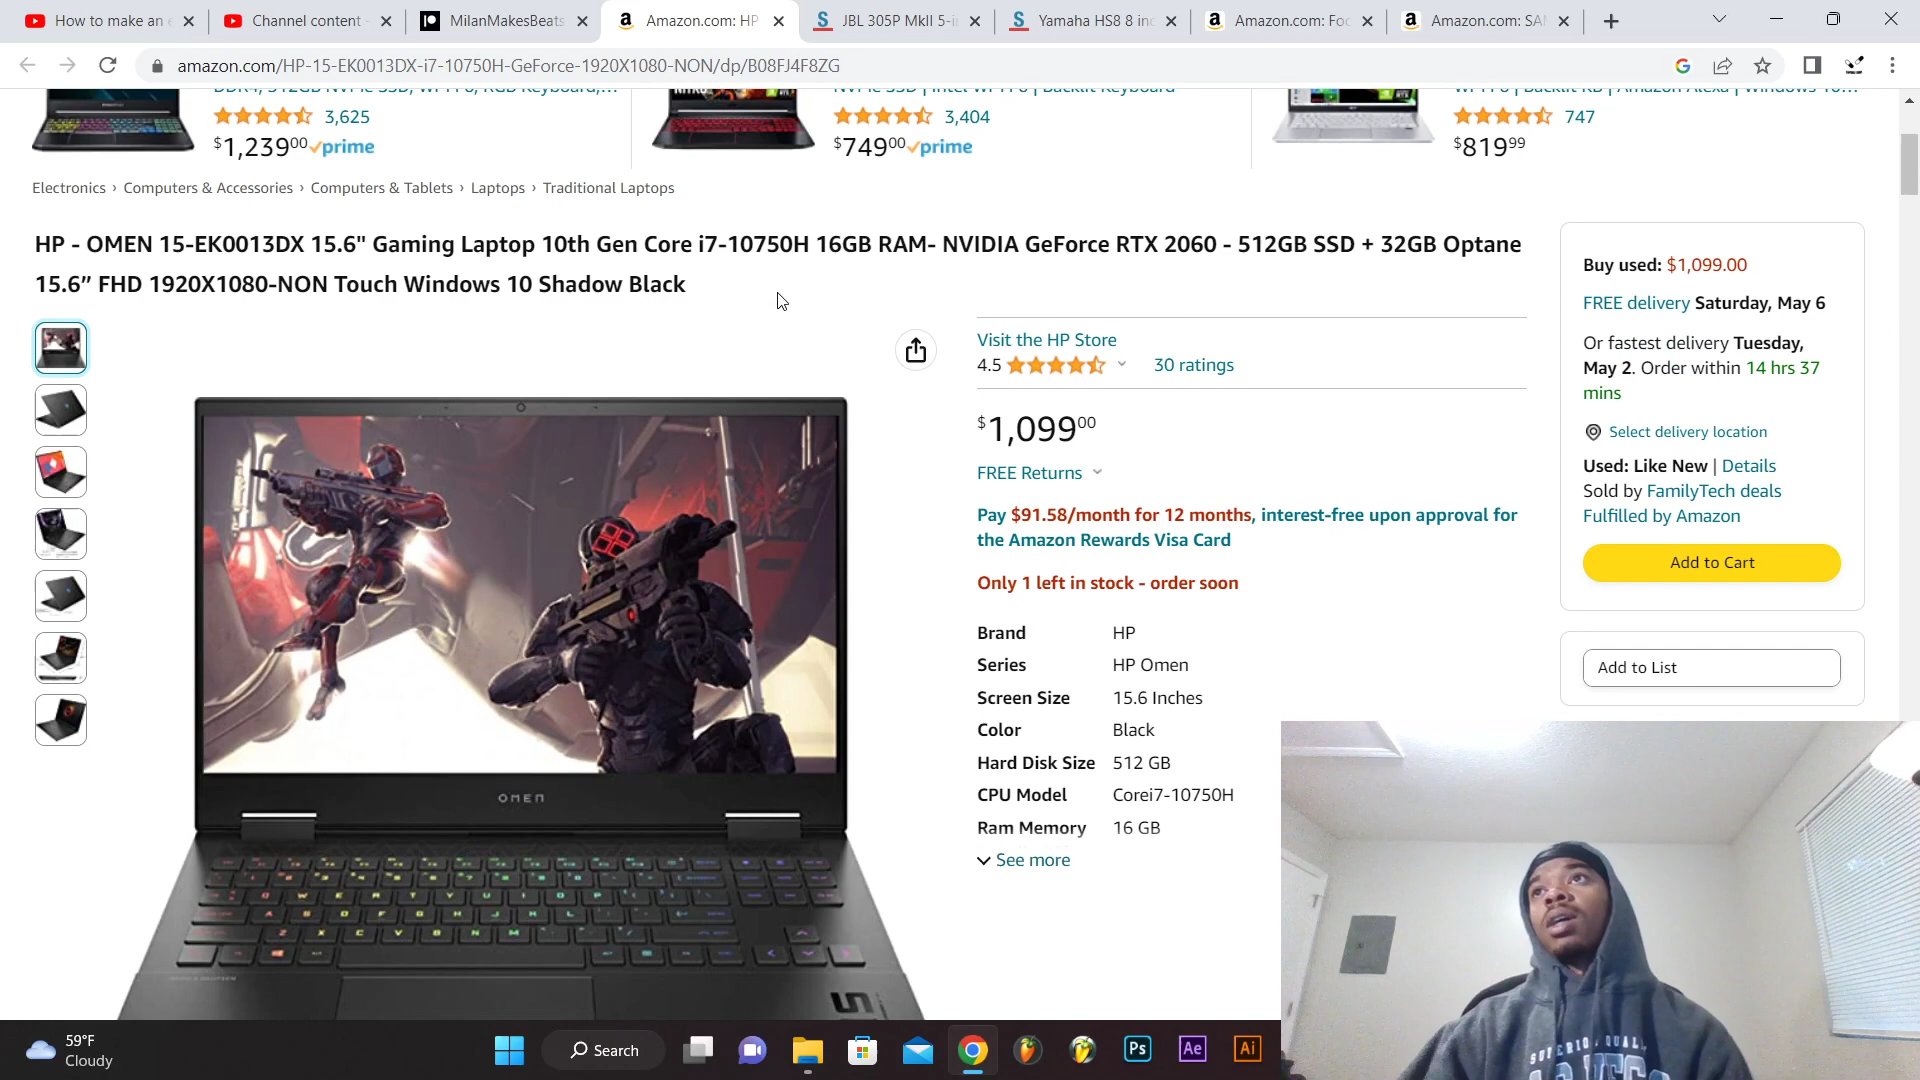 How to make an
Channel content
MilanMakesBeats
Amazon.com: HP
JBL 305P MkII 5-i
Yamaha HS8 8 inc
Amazon.com: Foc
Amazon.com: SAM
amazon.com/HP-15-EK0013DX-i7-10750H-GeForce-1920X1080-NON/dp/B08FJ4F8ZG
3,625
$1,23900 prime
3,404
$74900 prime
747
$81999
Electronics › Computers & Accessories › Computers & Tablets › Laptops › Traditional Laptops
HP - OMEN 15-EK0013DX 15.6" Gaming Laptop 10th Gen Core i7-10750H 16GB RAM- NVIDIA GeForce RTX 2060 - 512GB SSD + 32GB Optane
15.6” FHD 1920X1080-NON Touch Windows 10 Shadow Black
Visit the HP Store
4.5
30 ratings
$1,09900
FREE Returns
Pay $91.58/month for 12 months, interest-free upon approval for
the Amazon Rewards Visa Card
Only 1 left in stock - order soon
Brand HP
Series HP Omen
Screen Size 15.6 Inches
Color Black
Hard Disk Size 512 GB
CPU Model Corei7-10750H
Ram Memory 16 GB
See more
Buy used: $1,099.00
FREE delivery Saturday, May 6
Or fastest delivery Tuesday,
May 2. Order within 14 hrs 37
mins
Select delivery location
Used: Like New | Details
Sold by FamilyTech deals
Fulfilled by Amazon
Add to Cart
Add to List
OMEN
59°F
Cloudy
Search
Ps
Ae
Ai